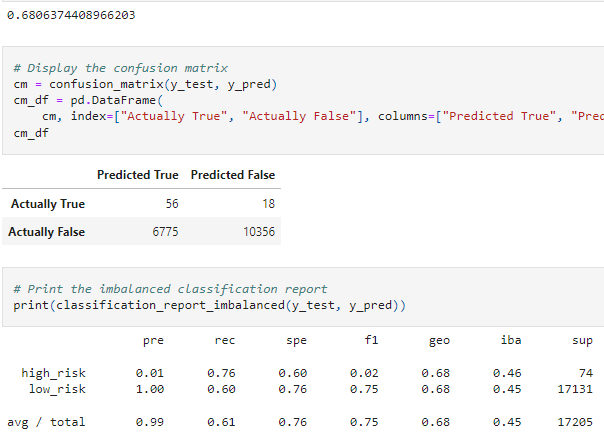 0.6806374408966203
# Display the confusion matrix
cm = confusion_matrix(y_test, y_pred)
cm_df = pd.DataFrame(
cm, index=["Actually True", "Actually False"], columns=["Predicted True", "Pred
cm_df
Predicted True Predicted False
Actually True 56 18
Actually False 6775 10356
# Print the imbalanced classification report
print(classification_report_imbalanced(y_test, y_pred))
pre rec spe f1 geo iba sup
high_risk 0.01 0.76 0.60 0.02 0.68 0.46 74
low_risk 1.00 0.60 0.76 0.75 0.68 0.45 17131
avg / total 0.99 0.61 0.76 0.75 0.68 0.45 17205